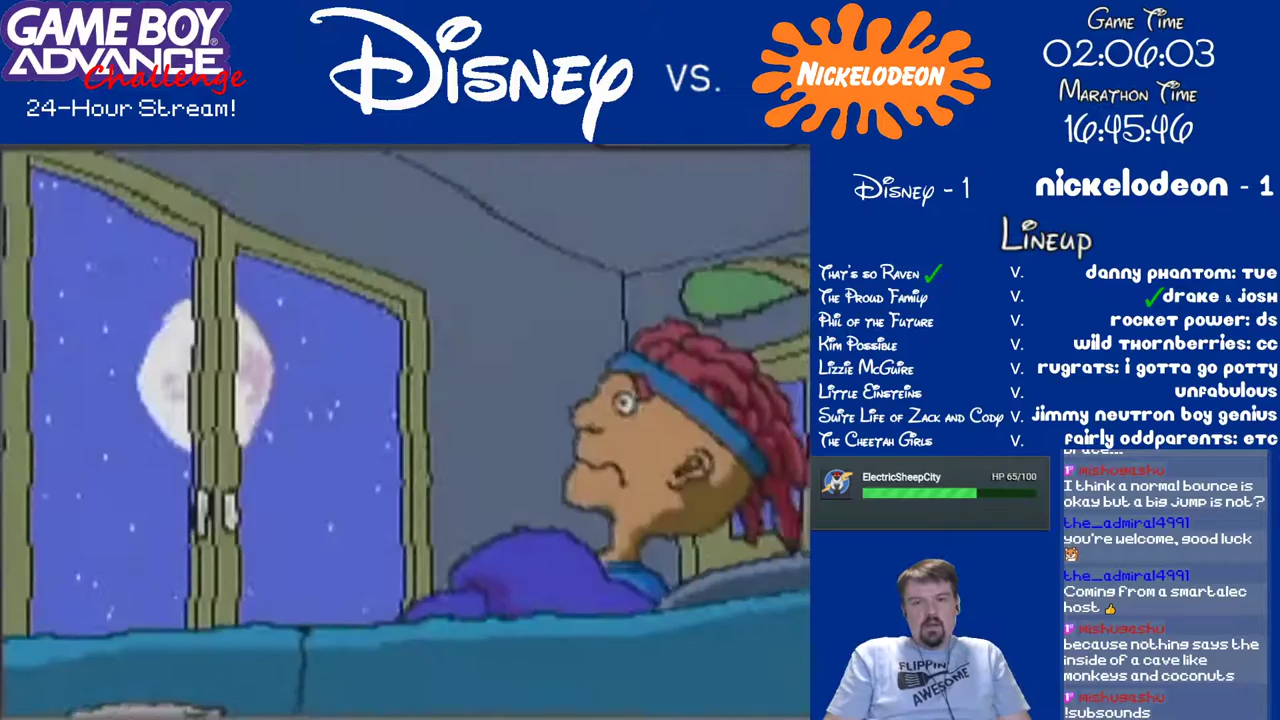 GAME BOY
ADVANCE
Challenge
24-Hour Stream!
DISNEY VS. NICKELODEON
GAME TIME
02:06:03
MARATHON TIME
16:45:46
DISNEY - 1
nickelodeon - 1
LINEUP
THAT'S SO RAVEN ✓ V. DANNY PHANTOM: TUE
THE PROUD FAMILY V. ✓DRAKE & JOSH
PHIL OF THE FUTURE V. ROCKET POWER: DS
KIM POSSIBLE V. WILD THORNBERRIES: CC
LIZZIE MCGUIRE V. RUGRATS: I GOTTA GO POTTY
LITTLE EINSTEINS V. UNFABULOUS
SUITE LIFE OF ZACK AND CODY V. JIMMY NEUTRON BOY GENIUS
THE CHEETAH GIRLS V. FAIRLY ODDPARENTS: ETC
ElectricSheepCity HP 65/100
mishugashu
I think a normal bounce is
okay but a big jump is not?
the_admiral4991
you're welcome, good luck
the_admiral4991
Coming from a smartalec
host
mishugashu
because nothing says the
inside of a cave like
monkeys and coconuts
mishugashu
!subsounds
FLIPPIN'
AWESOME